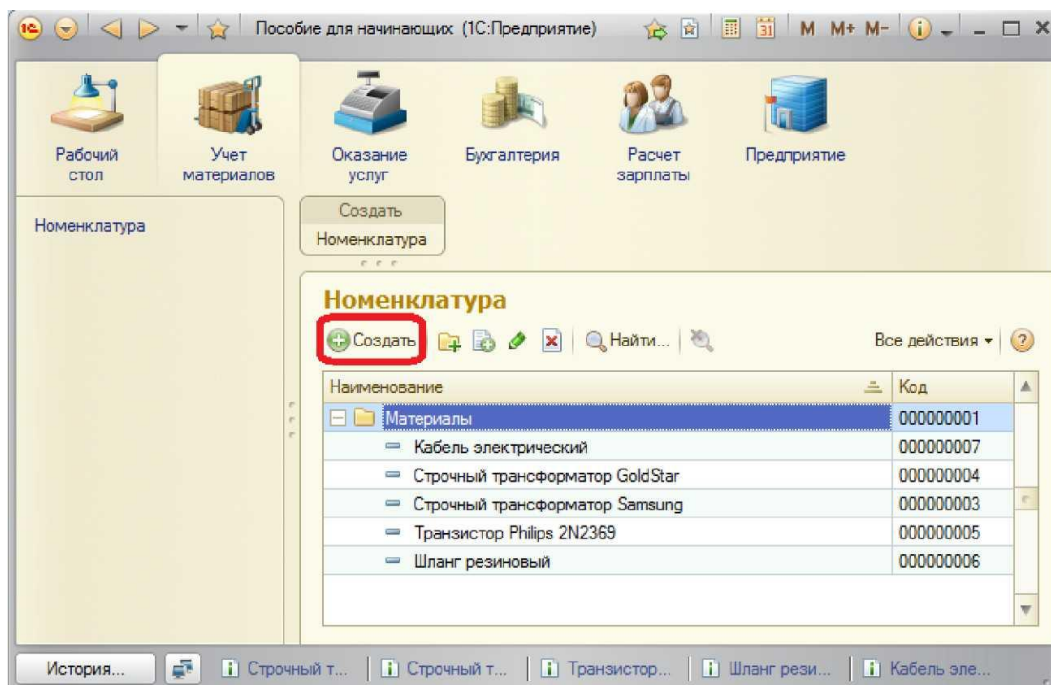 Пособие для начинающих (1С:Предприятие) 31 M M+ M-
Рабочий стол
Учет материалов
Оказание услуг
Бухгалтерия
Расчет зарплаты
Предприятие
Номенклатура
Создать
Номенклатура
Номенклатура
Создать Найти... Все действия
Наименование Код
Материалы 000000001
Кабель электрический 000000007
Строчный трансформатор GoldStar 000000004
Строчный трансформатор Samsung 000000003
Транзистор Philips 2N2369 000000005
Шланг резиновый 000000006
История... Строчный т... Строчный т... Транзистор... Шланг рези... Кабель эле...